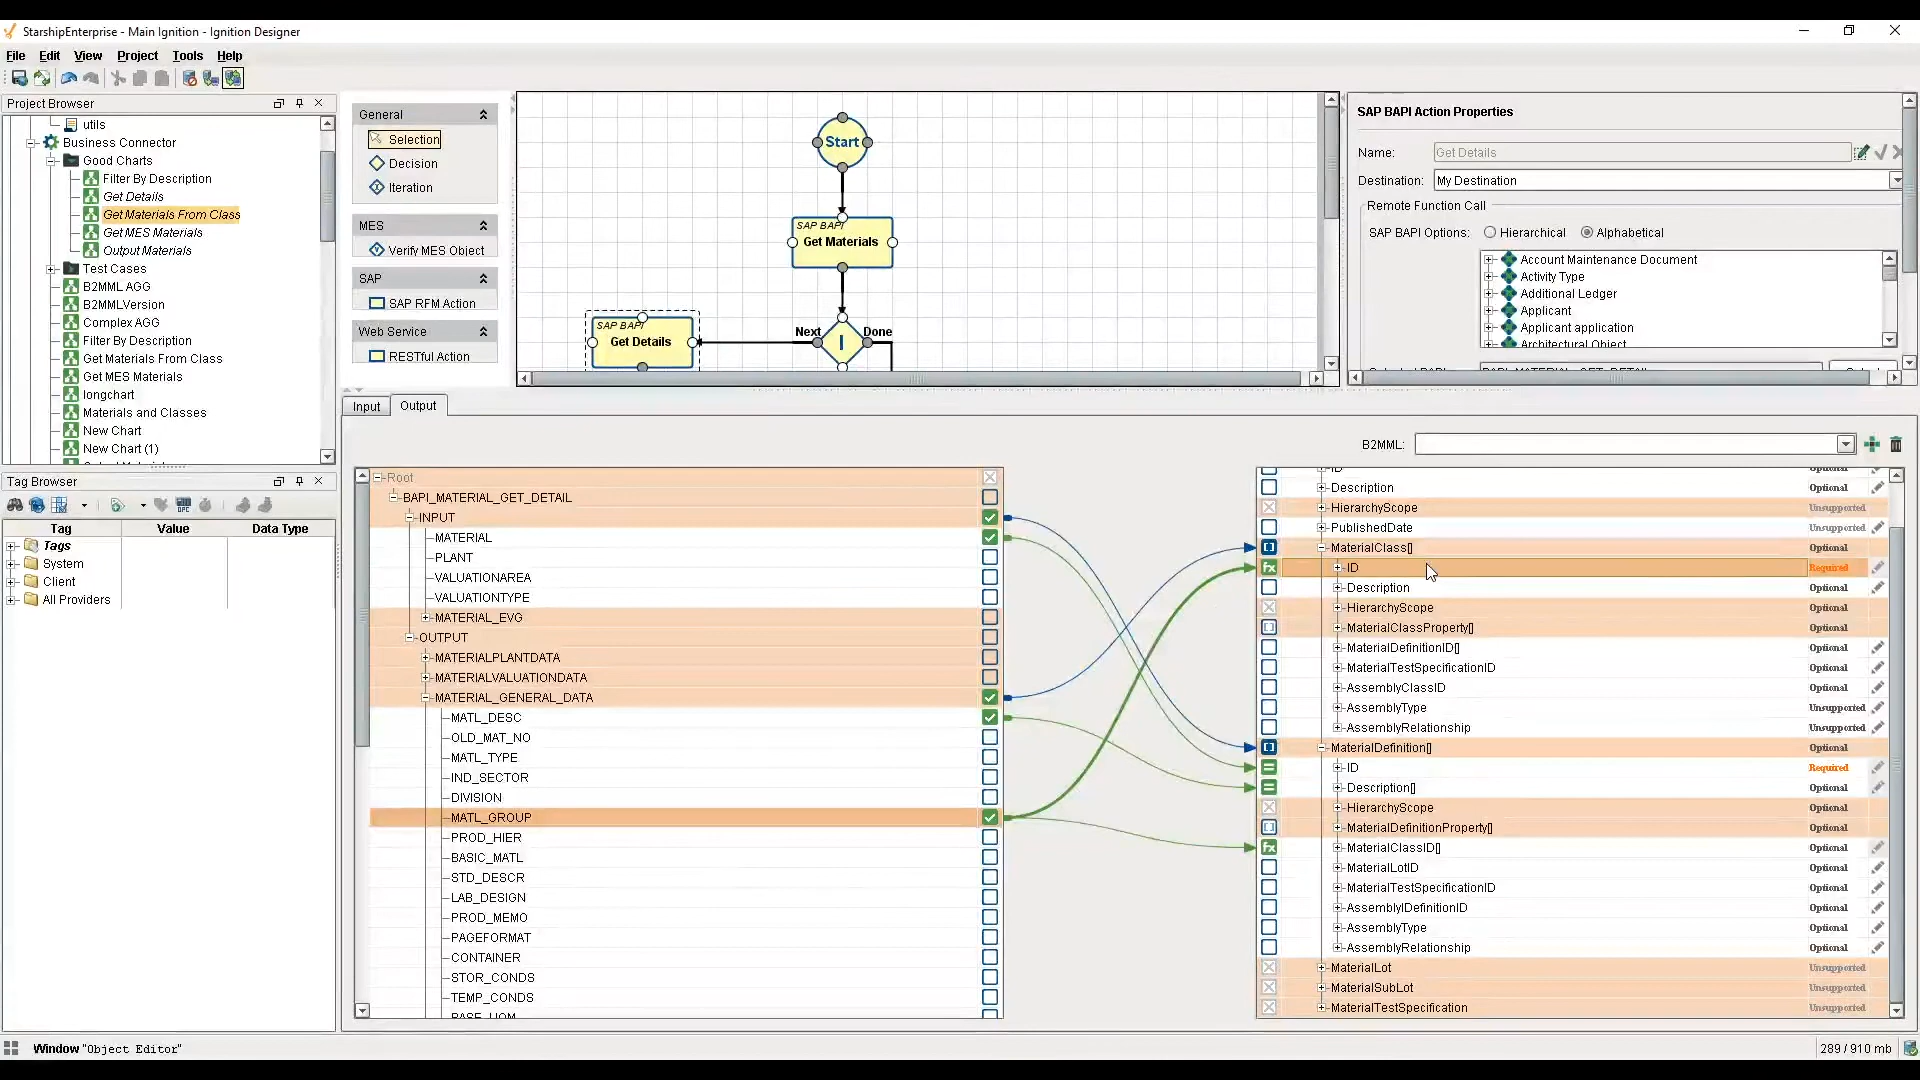 StarshipEnterprise - Main Ignition - Ignition Designer
File Edit View Project Tools Help
Project Browser
utils
Business Connector
Good Charts
Filter By Description
Get Details
Get Materials From Class
Get MES Materials
Output Materials
Test Cases
B2MML AGG
B2MMLVersion
Complex AGG
Filter By Description
Get Materials From Class
Get MES Materials
longchart
Materials and Classes
New Chart
New Chart (1)
Tag Browser
Tag Value Data Type
Tags
System
Client
All Providers
General
Selection
Decision
Iteration
MES
Verify MES Object
SAP
SAP RFM Action
Web Service
RESTful Action
Start
SAP BAPI
Get Materials
Next
Done
I
SAP BAPI
Get Details
SAP BAPI Action Properties
Name: Get Details
Destination: My Destination
Remote Function Call
SAP BAPI Options: Hierarchical Alphabetical
Account Maintenance Document
Activity Type
Additional Ledger
Applicant
Applicant application
Architectural Object
Input Output
B2MML:
Root
BAPI_MATERIAL_GET_DETAIL
INPUT
MATERIAL
PLANT
VALUATIONAREA
VALUATIONTYPE
MATERIAL_EVG
OUTPUT
MATERIALPLANTDATA
MATERIALVALUATIONDATA
MATERIAL_GENERAL_DATA
MATL_DESC
OLD_MAT_NO
MATL_TYPE
IND_SECTOR
DIVISION
MATL_GROUP
PROD_HIER
BASIC_MATL
STD_DESCR
LAB_DESIGN
PROD_MEMO
PAGEFORMAT
CONTAINER
STOR_CONDS
TEMP_CONDS
BASE_UOM
ID Optional
Description Optional
HierarchyScope Unsupported
PublishedDate Unsupported
MaterialClass[] Optional
ID Required
Description Optional
HierarchyScope Optional
MaterialClassProperty[] Optional
MaterialDefinitionID[] Optional
MaterialTestSpecificationID Optional
AssemblyClassID Optional
AssemblyType Unsupported
AssemblyRelationship Unsupported
MaterialDefinition[] Optional
ID Required
Description[] Optional
HierarchyScope Optional
MaterialDefinitionProperty[] Optional
MaterialClassID[] Optional
MaterialLotID Optional
MaterialTestSpecificationID Optional
AssemblyIDefinitionID Optional
AssemblyType Optional
AssemblyRelationship Optional
MaterialLot Unsupported
MaterialSubLot Unsupported
MaterialTestSpecification Unsupported
Window "Object Editor"
289 / 910 mb